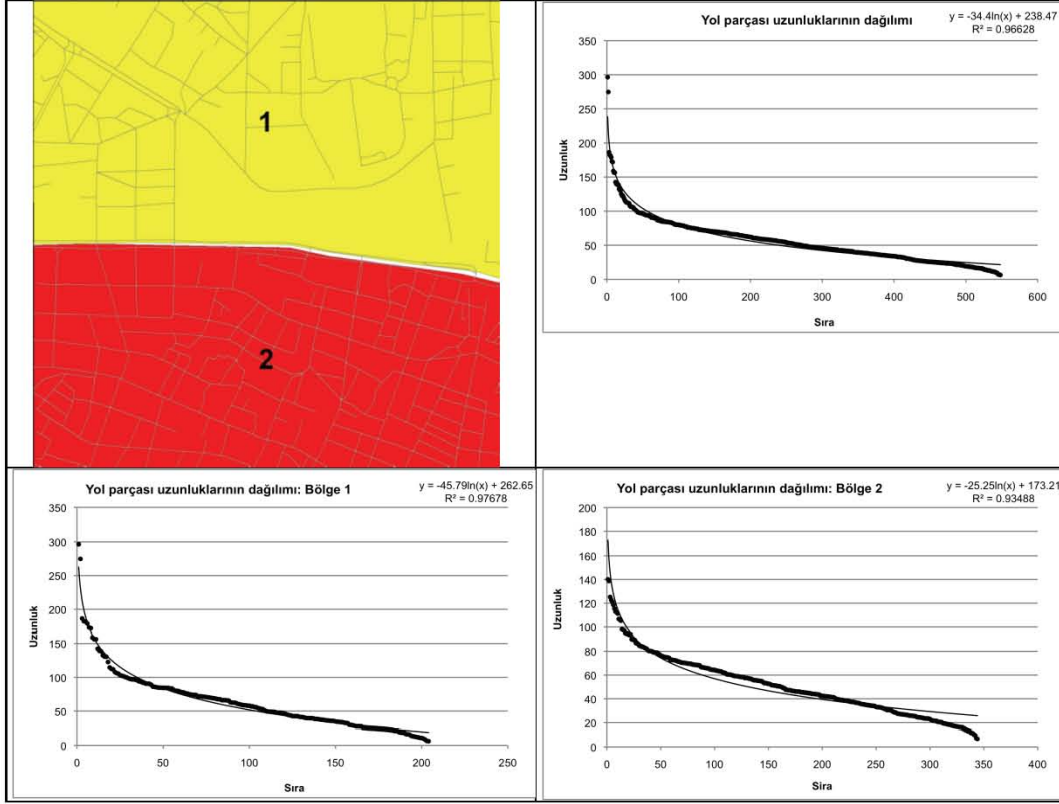 1
2
Yol parçası uzunluklarının dağılımı
y = -34.4ln(x) + 238.47
R² = 0.96628
350
300
250
200
150
100
50
0
Uzunluk
0 100 200 300 400 500 600
Sıra
Yol parçası uzunluklarının dağılımı: Bölge 1
y = -45.79ln(x) + 262.65
R² = 0.97678
350
300
250
200
150
100
50
0
Uzunluk
0 50 100 150 200 250
Sıra
Yol parçası uzunluklarının dağılımı: Bölge 2
y = -25.25ln(x) + 173.21
R² = 0.93488
200
180
160
140
120
100
80
60
40
20
0
Uzunluk
0 50 100 150 200 250 300 350 400
Sira